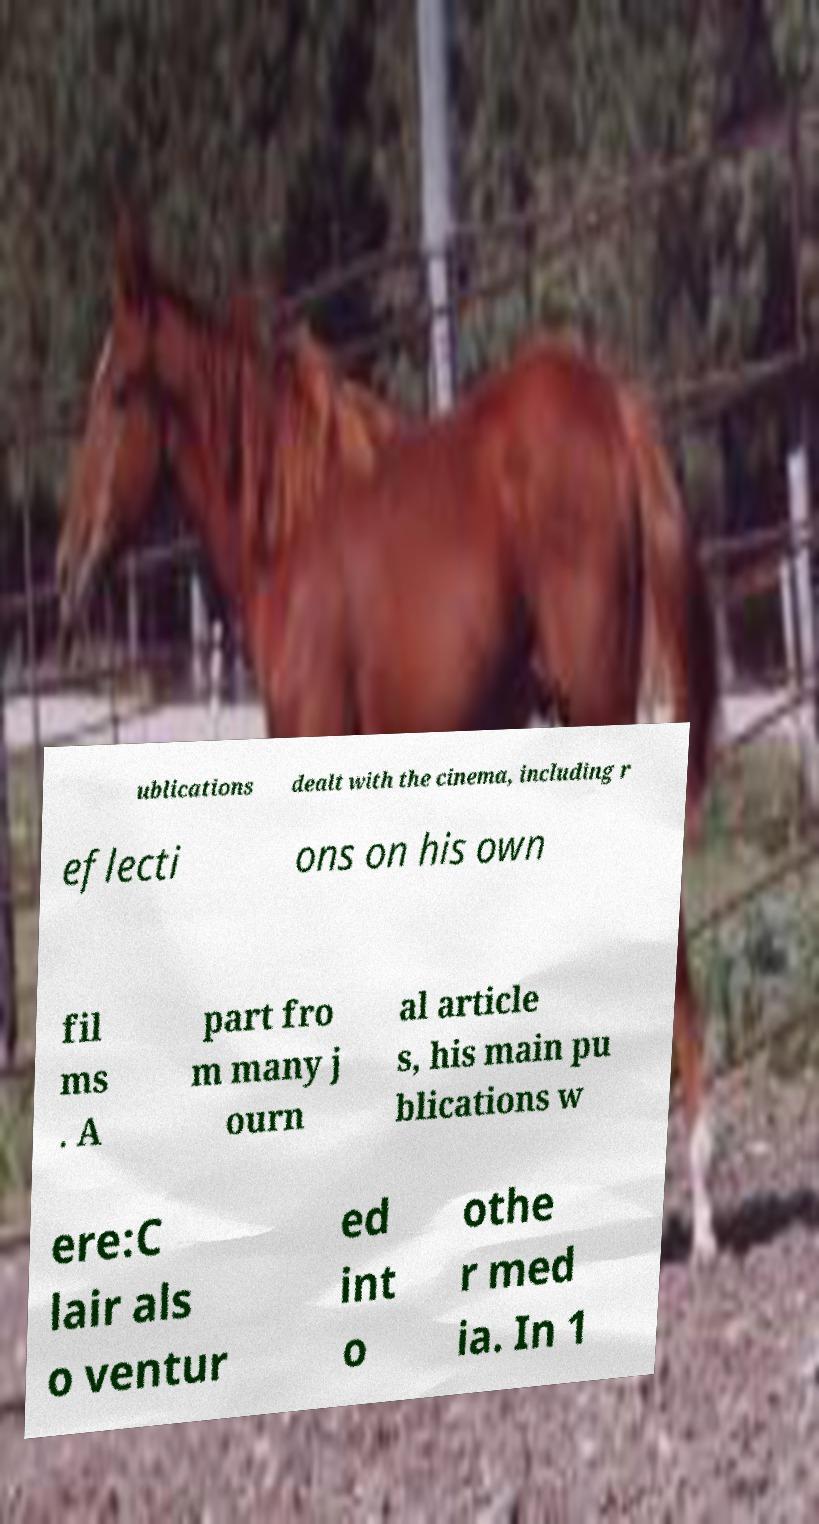 ublications dealt with the cinema, including r
eflecti ons on his own
fil part fro al article
ms m many j s, his main pu
. A ourn blications w
ere:C ed othe
lair als int r med
o ventur o ia. In 1